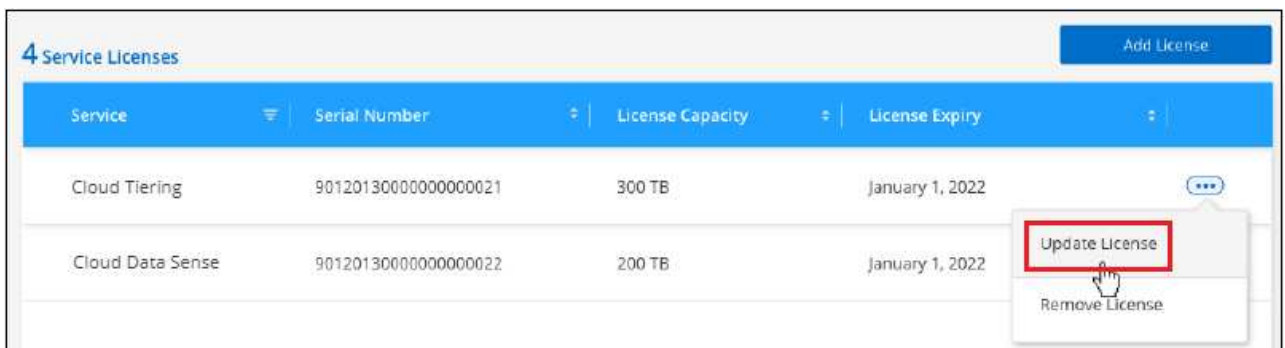 4 Service Licenses
Add License
Service Serial Number License Capacity License Expiry
Cloud Tiering 90120130000000000021 300 TB January 1, 2022
Update License
Cloud Data Sense 90120130000000000022 200 TB January 1, 2022
Remove License